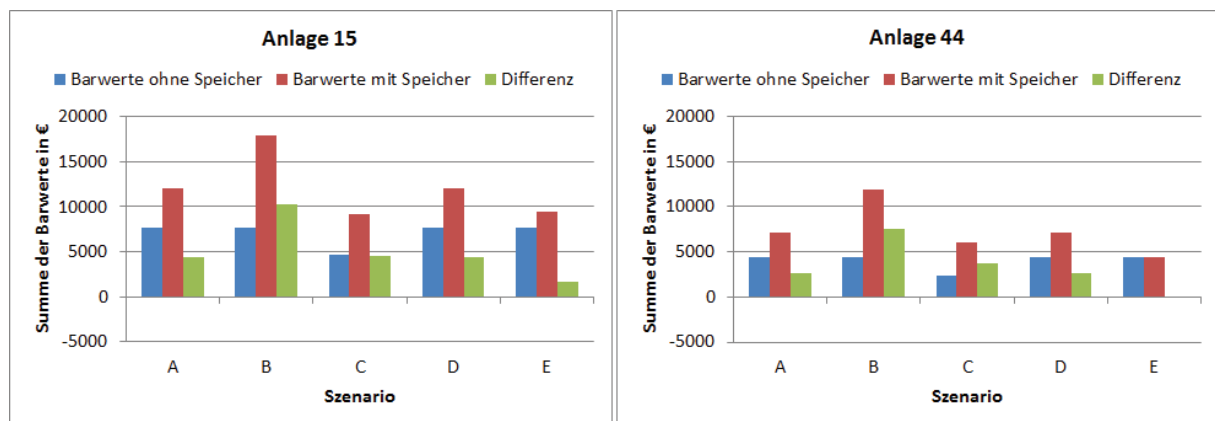 Anlage 15
Barwerte ohne Speicher Barwerte mit Speicher Differenz
Summe der Barwerte in €
20000
15000
10000
5000
0
-5000
A B C D E
Szenario
Anlage 44
Barwerte ohne Speicher Barwerte mit Speicher Differenz
Summe der Barwerte in €
20000
15000
10000
5000
0
-5000
A B C D E
Szenario